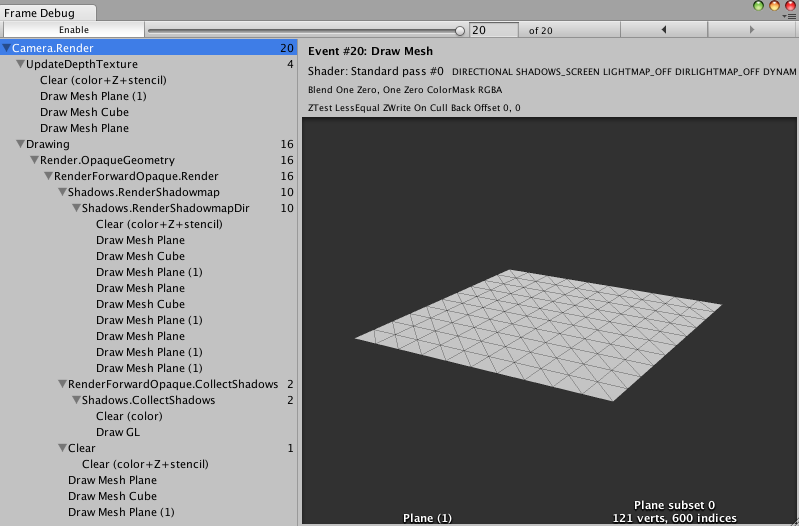 Frame Debug
Enable
20
of 20
Camera.Render 20
UpdateDepthTexture 4
Clear (color+Z+stencil)
Draw Mesh Plane (1)
Draw Mesh Cube
Draw Mesh Plane
Drawing 16
Render.OpaqueGeometry 16
RenderForwardOpaque.Render 16
Shadows.RenderShadowmap 10
Shadows.RenderShadowmapDir 10
Clear (color+Z+stencil)
Draw Mesh Plane
Draw Mesh Cube
Draw Mesh Plane (1)
Draw Mesh Plane
Draw Mesh Cube
Draw Mesh Plane (1)
Draw Mesh Plane
Draw Mesh Plane (1)
Draw Mesh Plane (1)
RenderForwardOpaque.CollectShadows 2
Shadows.CollectShadows 2
Clear (color)
Draw GL
Clear 1
Clear (color+Z+stencil)
Draw Mesh Plane
Draw Mesh Cube
Draw Mesh Plane (1)
Event #20: Draw Mesh
Shader: Standard pass #0 DIRECTIONAL SHADOWS_SCREEN LIGHTMAP_OFF DIRLIGHTMAP_OFF DYNAM
Blend One Zero, One Zero ColorMask RGBA
ZTest LessEqual ZWrite On Cull Back Offset 0, 0
Plane (1)
Plane subset 0
121 verts, 600 indices